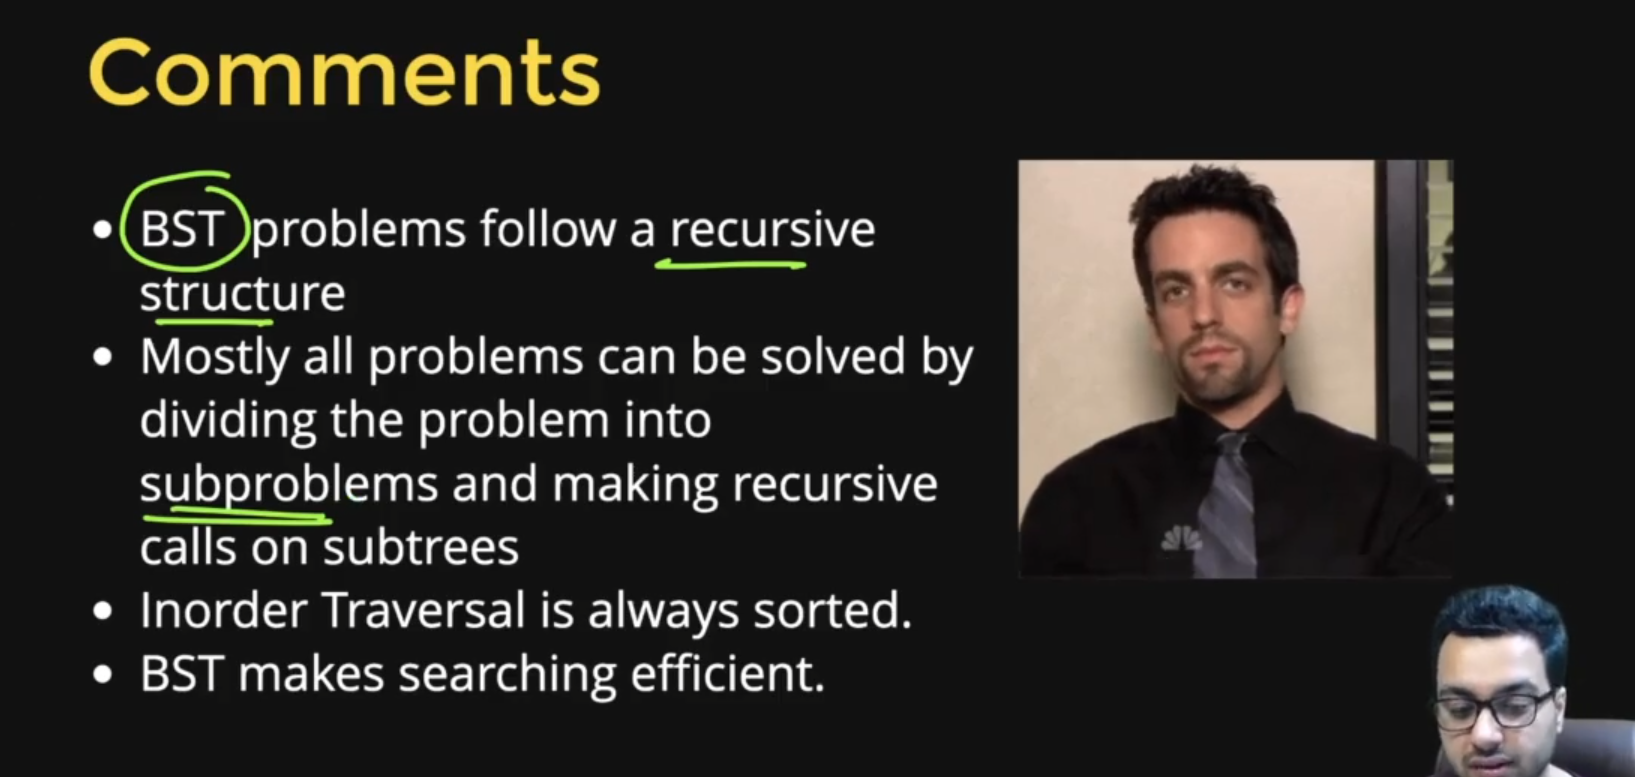 Comments
• BST problems follow a recursive
structure
• Mostly all problems can be solved by
dividing the problem into
subproblems and making recursive
calls on subtrees
• Inorder Traversal is always sorted.
• BST makes searching efficient.